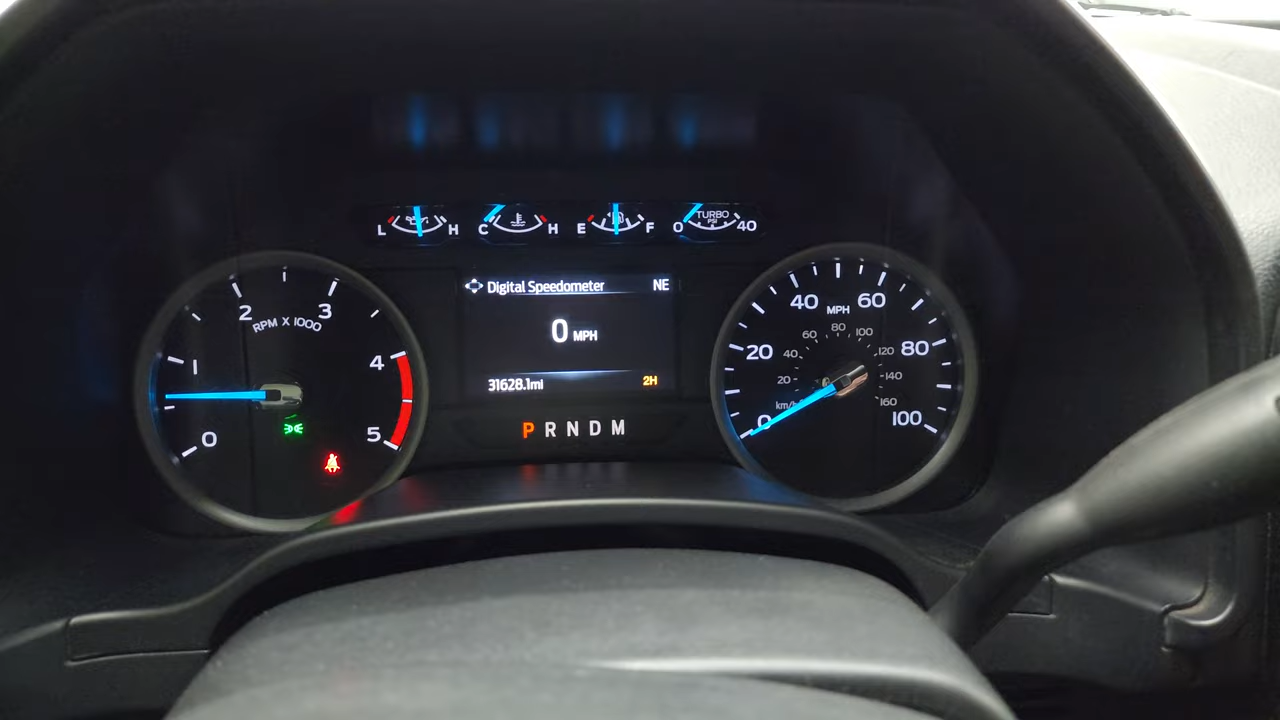 L H C H E F 0 TURBO PSI 40
Digital Speedometer NE
0 MPH
31628.1mi 2H
P R N D M
0 1 2 3 4 5
RPM X 1000
0 20 40 60 80 100
MPH
20 40 60 80 100 120 140 160
km/h